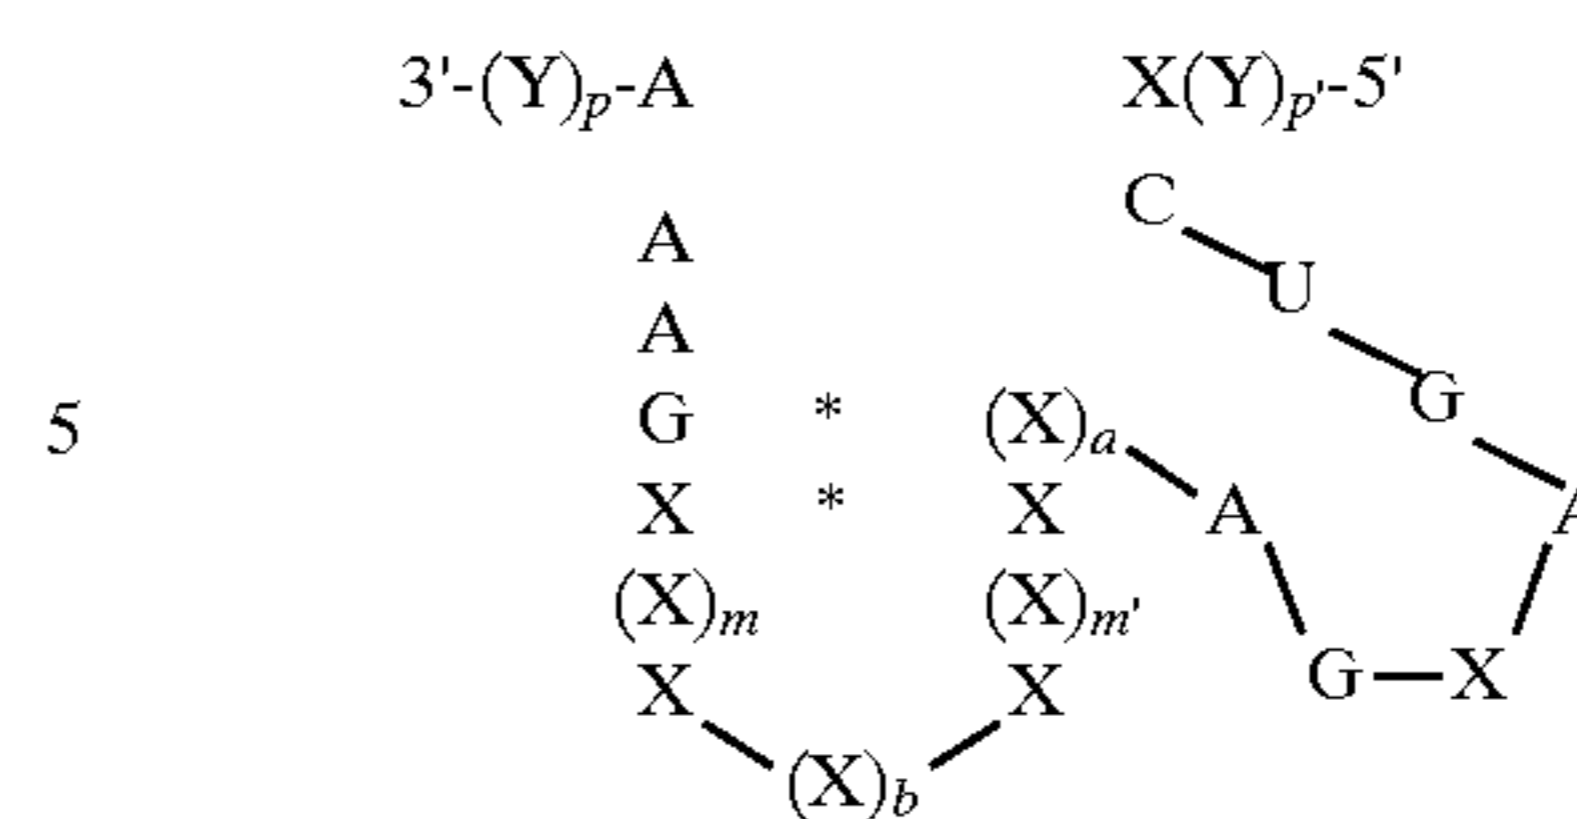 3'-(Y)p-A X(Y)p'-5'
C
A
U
A
G
5 G * (X)a
X * X A A
(X)m (X)m'
X X G X
(X)b